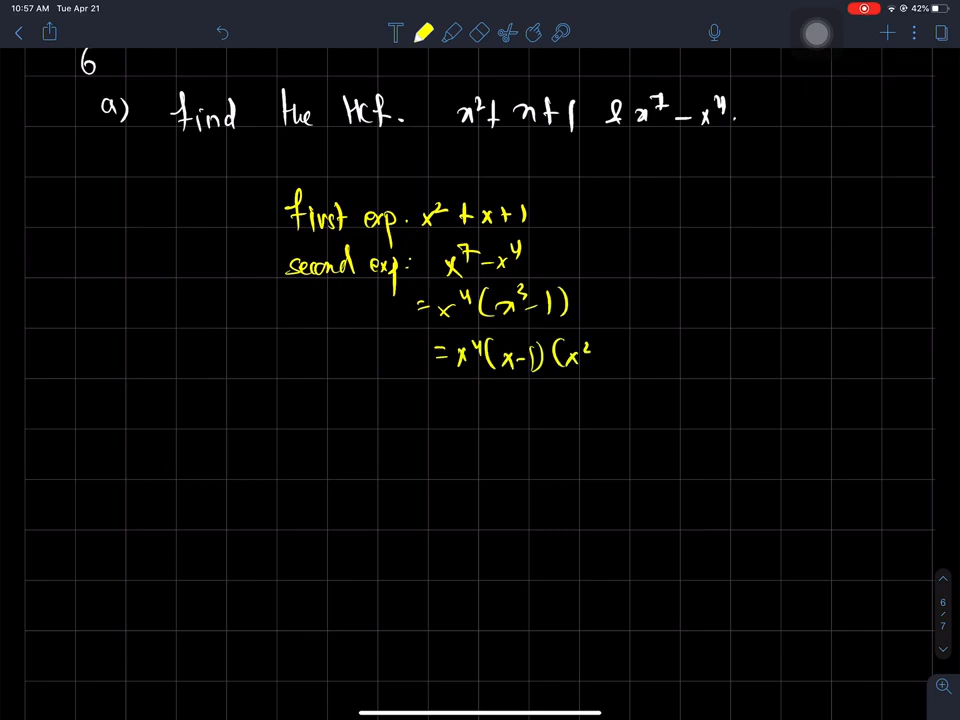 10:57 AM Tue Apr 21
42%
6
a) find the HCF. x²+ x+1 & x⁷ - x⁴.
first exp. x² + x + 1
second exp: x⁷ - x⁴
= x⁴ (x³ - 1)
= x⁴ (x-1) (x²
6
/
7